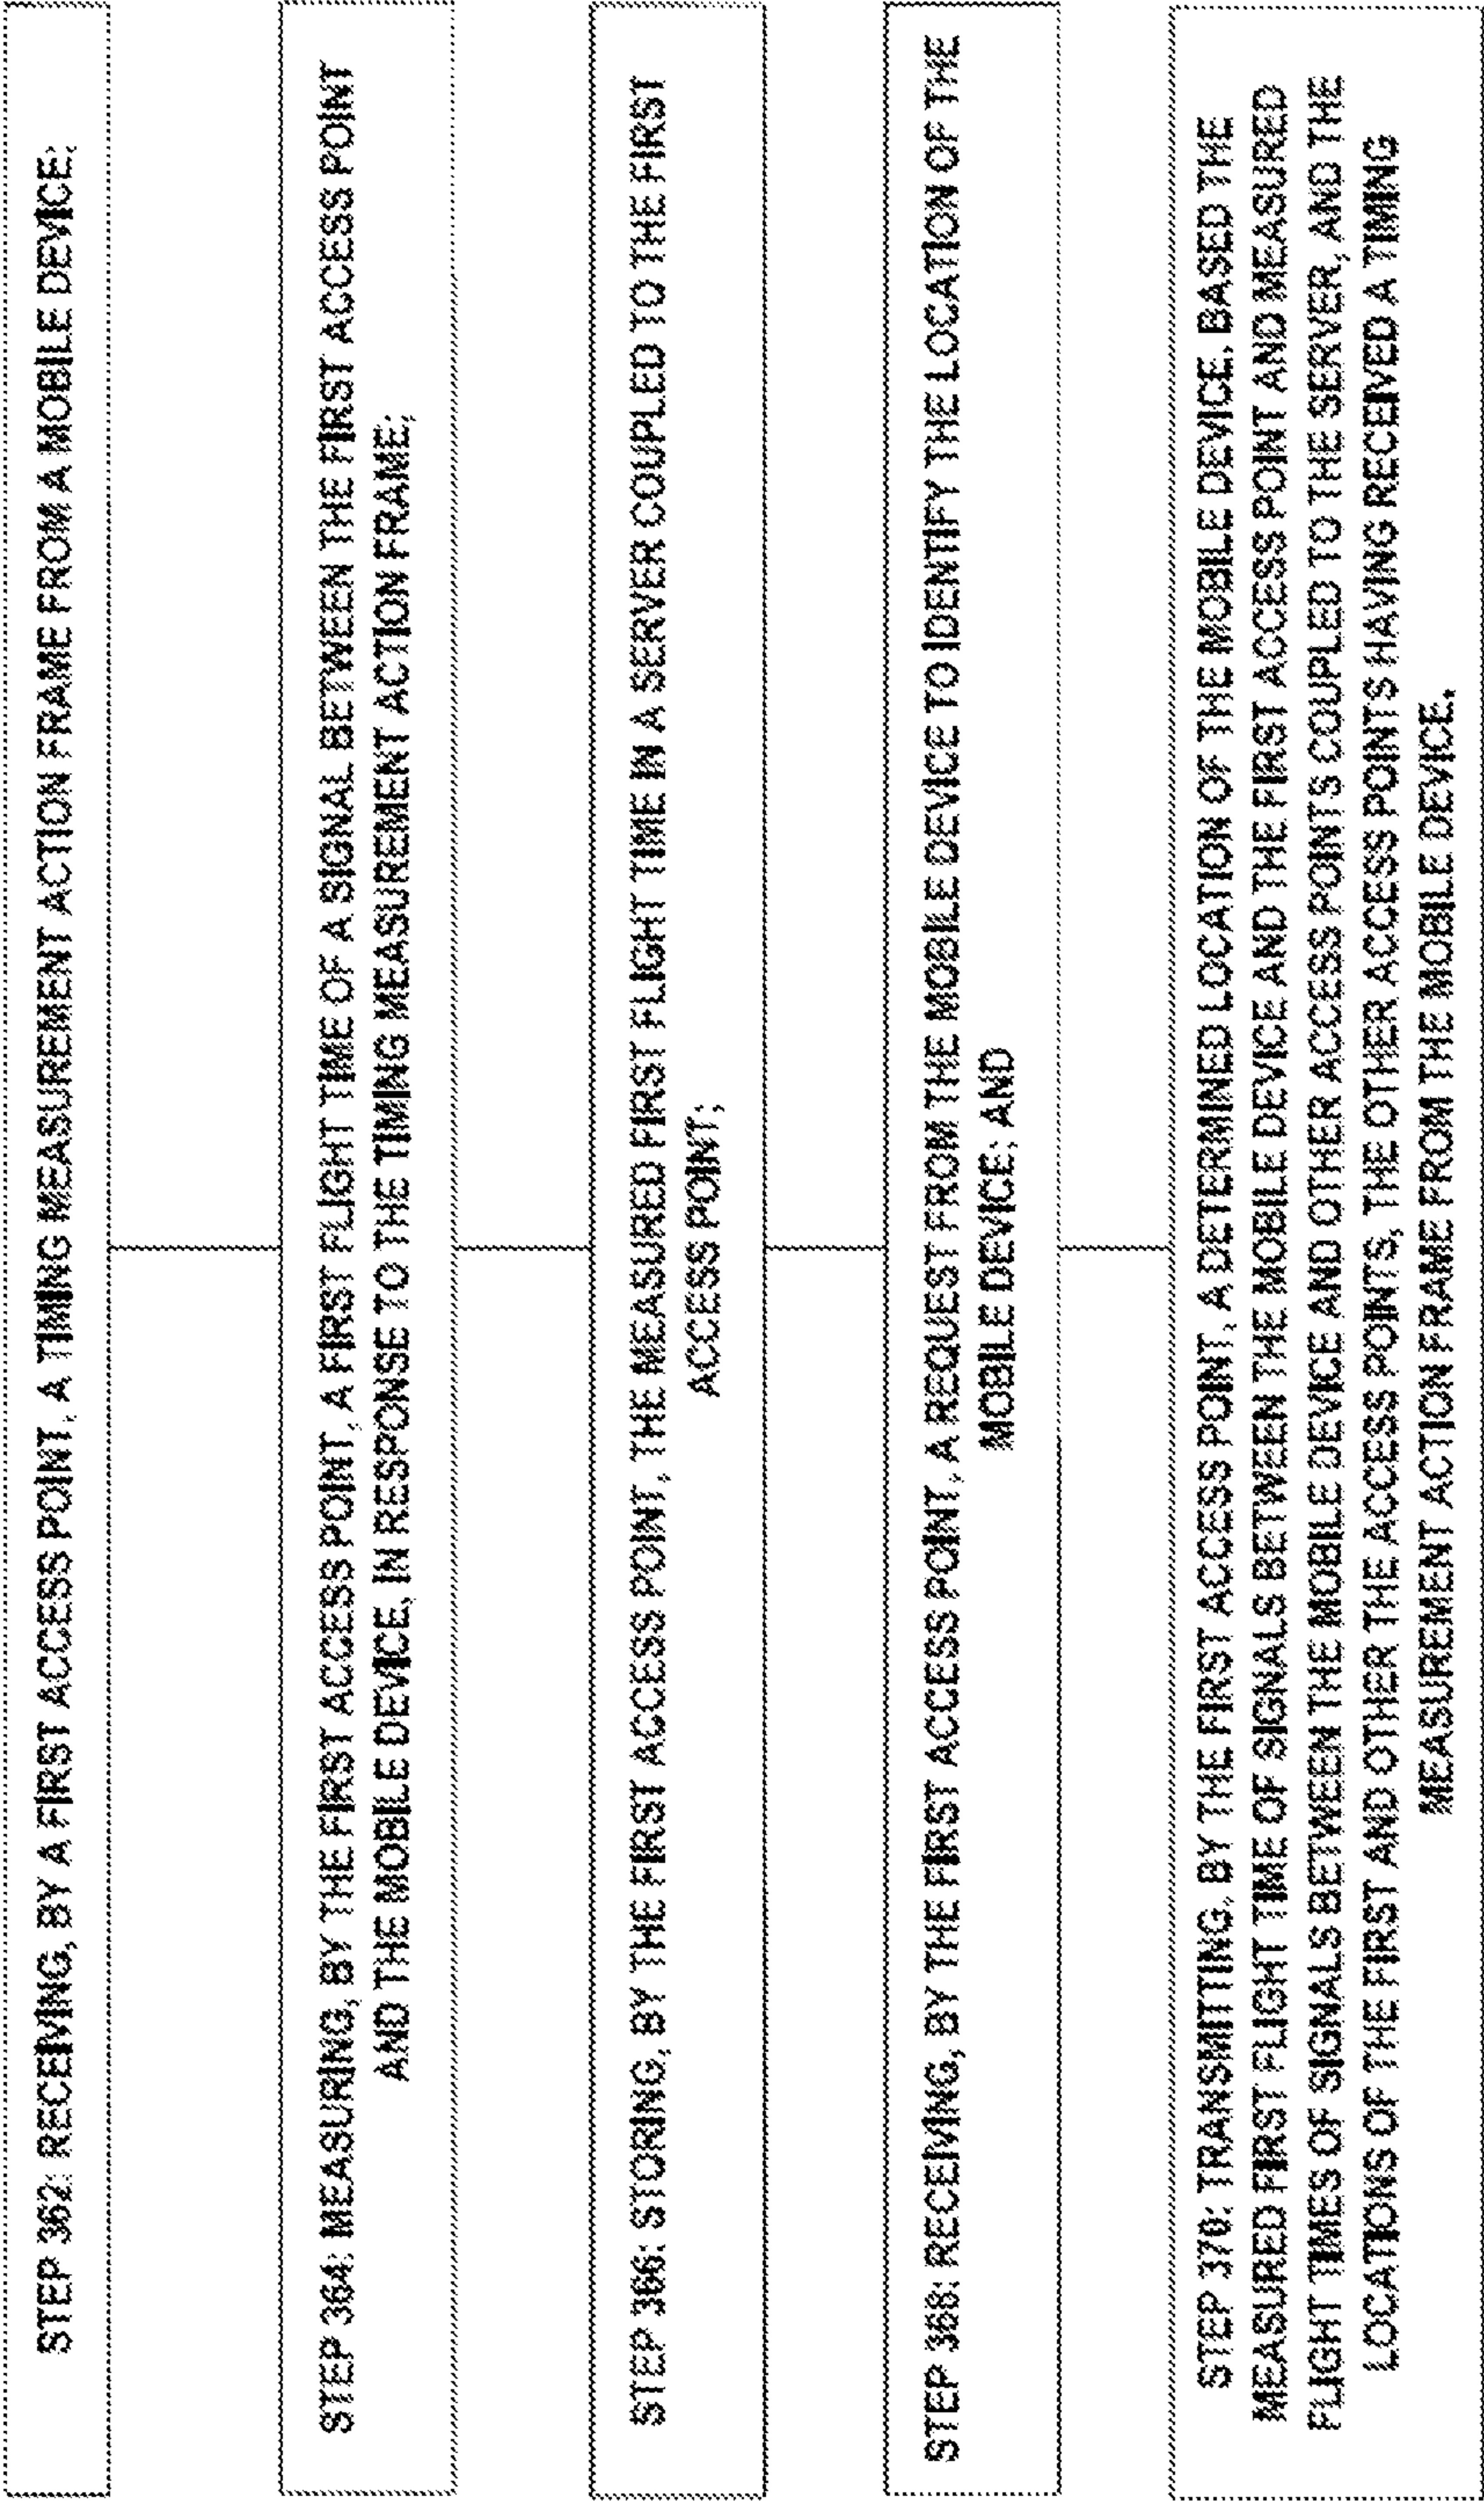 STEP 362: RECEIVING, BY A FIRST ACCESS POINT, A TIMING MEASUREMENT ACTION FRAME FROM A MOBILE DEVICE;
STEP 364: MEASURING, BY THE FIRST ACCESS POINT, A FIRST FLIGHT TIME OF A SIGNAL BETWEEN THE FIRST ACCESS POINT
AND THE MOBILE DEVICE, IN RESPONSE TO THE TIMING MEASUREMENT ACTION FRAME;
STEP 366: STORING, BY THE FIRST ACCESS POINT, THE MEASURED FIRST FLIGHT TIME IN A SERVER COUPLED TO THE FIRST
ACCESS POINT;
STEP 368: RECEIVING, BY THE FIRST ACCESS POINT, A REQUEST FROM THE MOBILE DEVICE TO IDENTIFY THE LOCATION OF THE
MOBILE DEVICE; AND
STEP 370: TRANSMITTING, BY THE FIRST ACCESS POINT, A DETERMINED LOCATION OF THE MOBILE DEVICE, BASED THE
MEASURED FIRST FLIGHT TIME OF SIGNALS BETWEEN THE MOBILE DEVICE AND THE FIRST ACCESS POINT AND MEASURED
FLIGHT TIMES OF SIGNALS BETWEEN THE MOBILE DEVICE AND OTHER ACCESS POINTS COUPLED TO THE SERVER, AND THE
LOCATIONS OF THE FIRST AND OTHER THE ACCESS POINTS, THE OTHER ACCESS POINTS HAVING RECEIVED A TIMING
MEASUREMENT ACTION FRAME FROM THE MOBILE DEVICE.